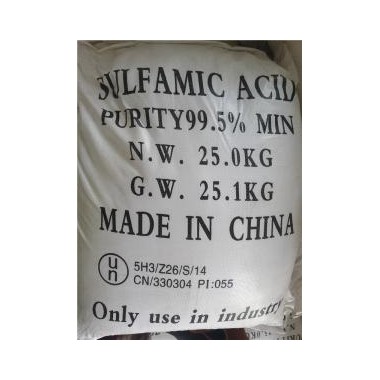 SULFAMIC ACID
PURITY99.5% MIN
N.W. 25.0KG
G.W. 25.1KG
MADE IN CHINA
un
5H3/Z26/S/14
CN/330304 PI:055
Only use in industry